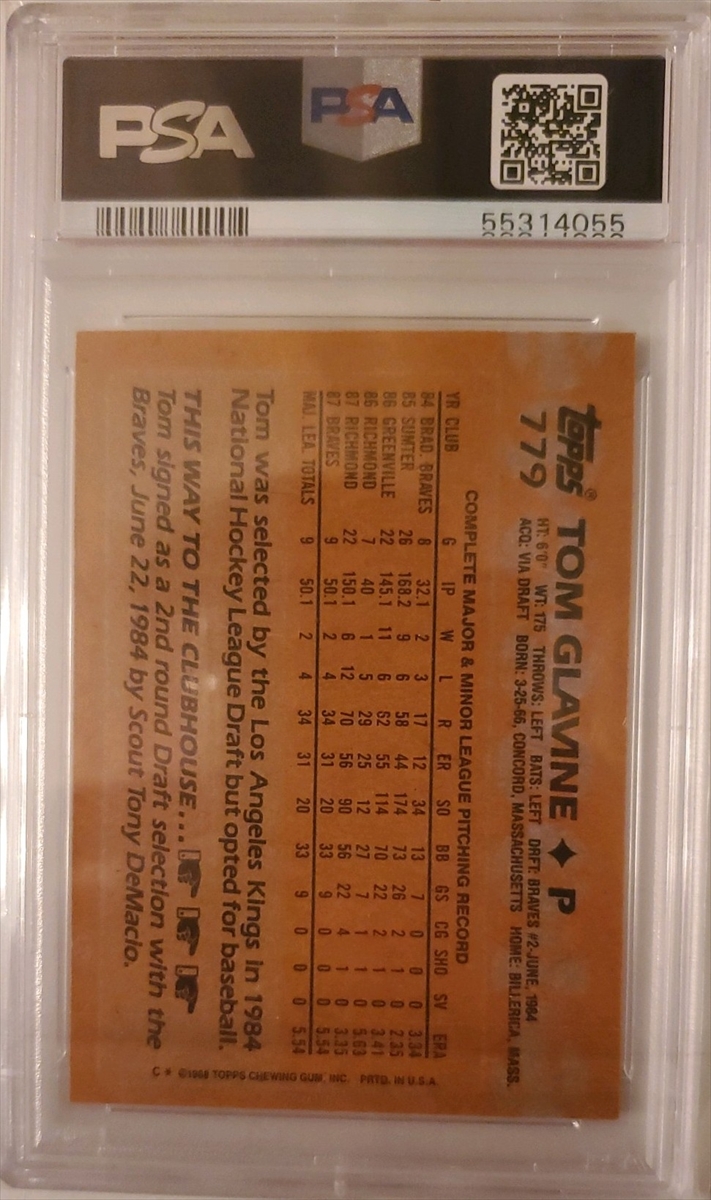 PSA
PSA
55314055
topps® TOM GLAVINE ◆ P
779
HT: 6'0" WT: 175 THROWS: LEFT BATS: LEFT DRFT: BRAVES #2-JUNE, 1984
ACQ: VIA DRAFT BORN: 3-25-66, CONCORD, MASSACHUSETTS HOME: BILLERICA, MASS.
COMPLETE MAJOR & MINOR LEAGUE PITCHING RECORD
YR CLUB G IP W L R ER SO BB GS CG SHO SV ERA
84 BRAD. BRAVES 8 32.1 2 3 17 12 34 13 7 0 0 0 3.34
85 SUMTER 26 168.2 9 6 58 44 174 73 26 2 1 0 2.35
86 GREENVILLE 22 145.1 11 6 62 55 114 70 22 2 1 0 3.41
86 RICHMOND 7 40 1 5 29 25 12 27 7 1 1 0 5.63
87 RICHMOND 22 150.1 6 12 70 56 90 56 22 4 1 0 3.35
87 BRAVES 9 50.1 2 4 34 31 20 33 9 0 0 0 5.54
MAJ. LEA. TOTALS 9 50.1 2 4 34 31 20 33 9 0 0 0 5.54
Tom was selected by the Los Angeles Kings in 1984
National Hockey League Draft but opted for baseball.
THIS WAY TO THE CLUBHOUSE...
Tom signed as a 2nd round Draft selection with the
Braves, June 22, 1984 by Scout Tony DeMacio.
C * ©1988 TOPPS CHEWING GUM, INC. PRTD. IN U.S.A.